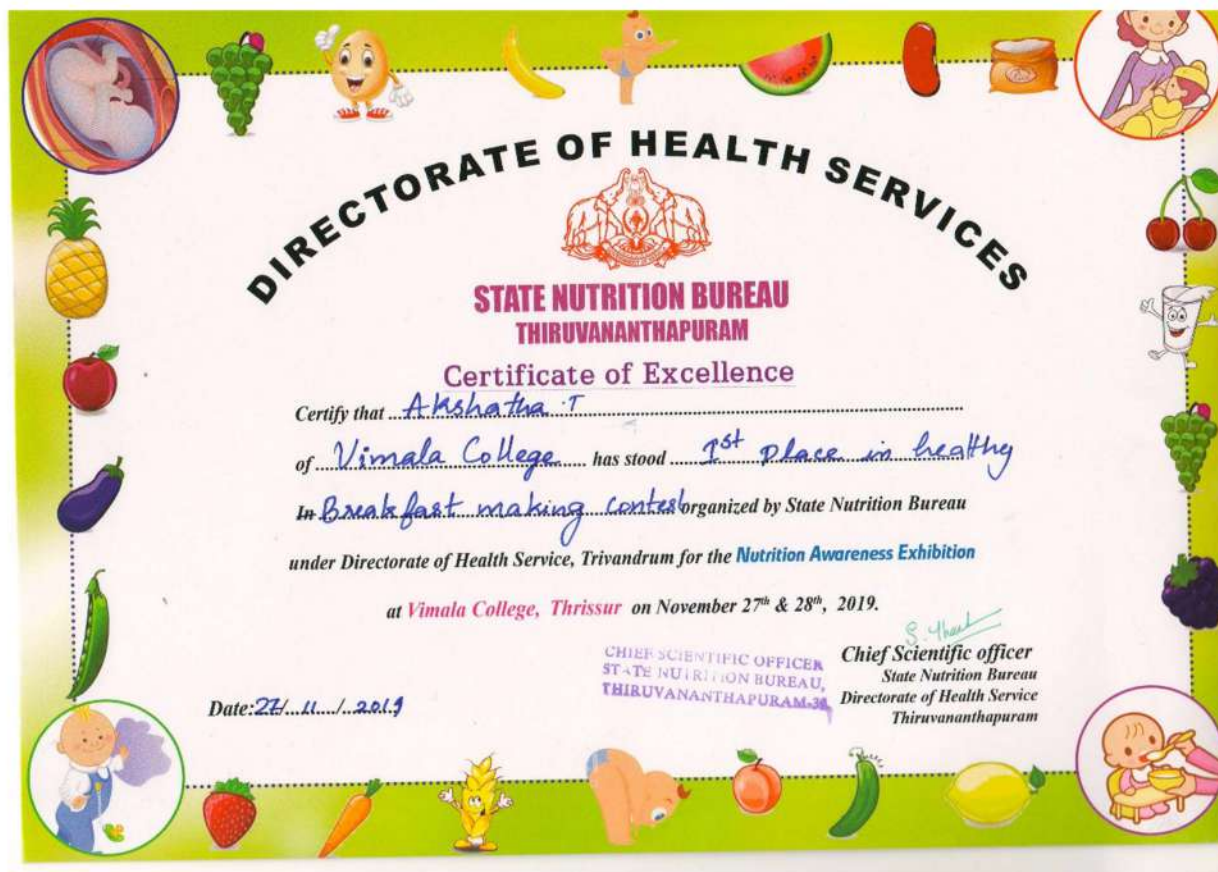 DIRECTORATE OF HEALTH SERVICES
STATE NUTRITION BUREAU
THIRUVANANTHAPURAM
Certificate of Excellence
Certify that Akshatha .T
of Vimala College has stood 1st place in healthy
In Breakfast making contest organized by State Nutrition Bureau
under Directorate of Health Service, Trivandrum for the Nutrition Awareness Exhibition
at Vimala College, Thrissur on November 27th & 28th, 2019.
CHIEF SCIENTIFIC OFFICER
STATE NUTRITION BUREAU,
THIRUVANANTHAPURAM-
Chief Scientific officer
State Nutrition Bureau
Directorate of Health Service
Thiruvananthapuram
Date: 27/11/2019